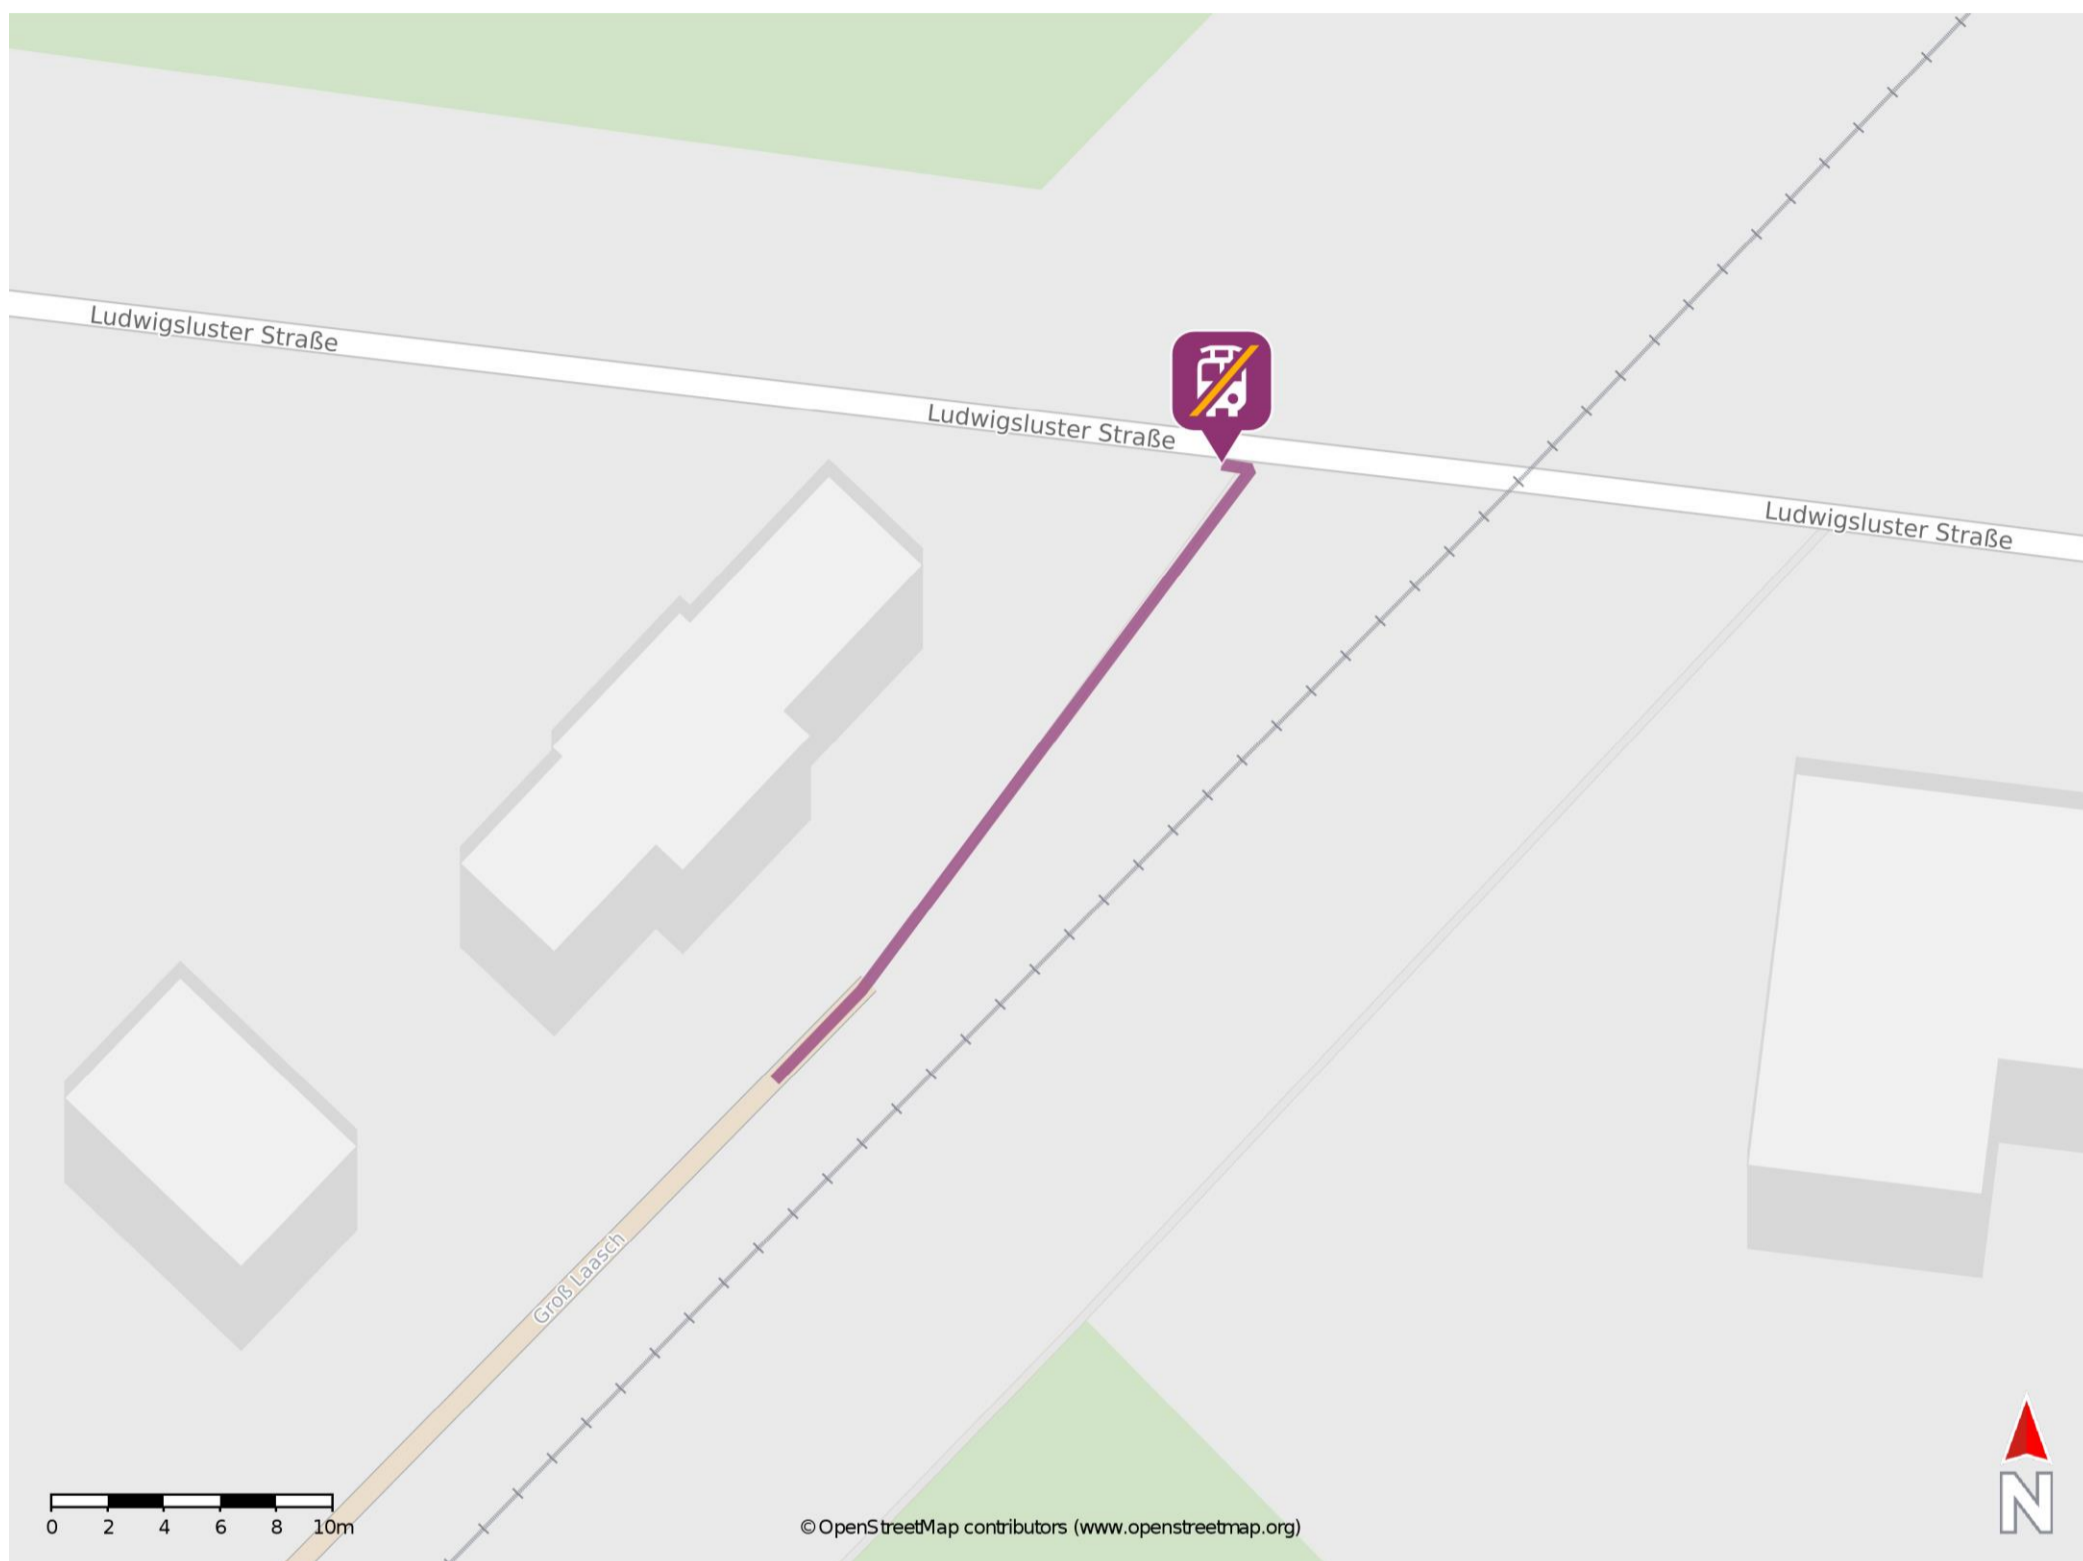 Ludwigsluster Straße
Ludwigsluster Straße
Ludwigsluster Straße
Groß Laasch
0 2 4 6 8 10m
© OpenStreetMap contributors (www.openstreetmap.org)
N